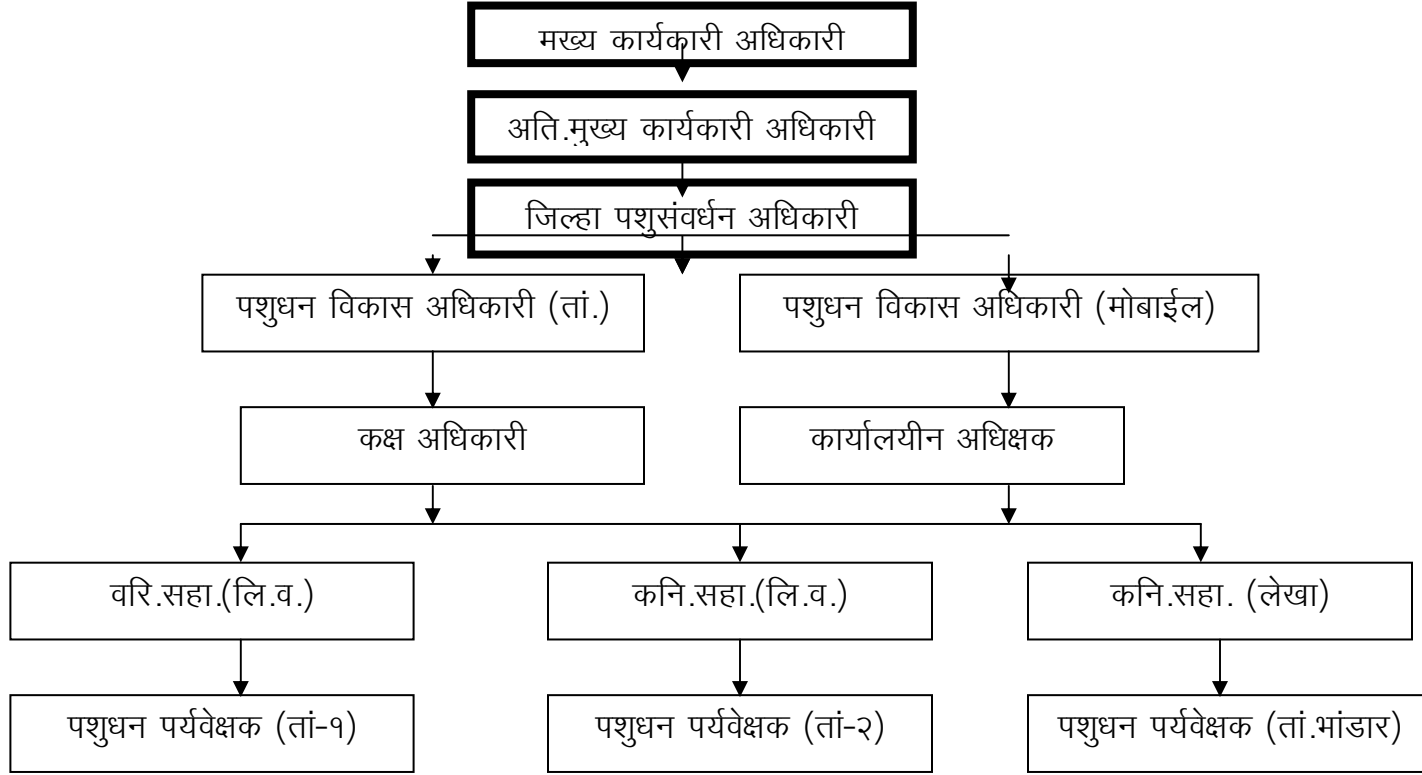 मख्य कार्यकारी अधिकारी
अति.मुख्य कार्यकारी अधिकारी
जिल्हा पशुसंवर्धन अधिकारी
पशुधन विकास अधिकारी (तां.)
पशुधन विकास अधिकारी (मोबाईल)
कक्ष अधिकारी
कार्यालयीन अधिक्षक
वरि.सहा.(लि.व.)
कनि.सहा.(लि.व.)
कनि.सहा. (लेखा)
पशुधन पर्यवेक्षक (तां-१)
पशुधन पर्यवेक्षक (तां-२)
पशुधन पर्यवेक्षक (तां.भांडार)